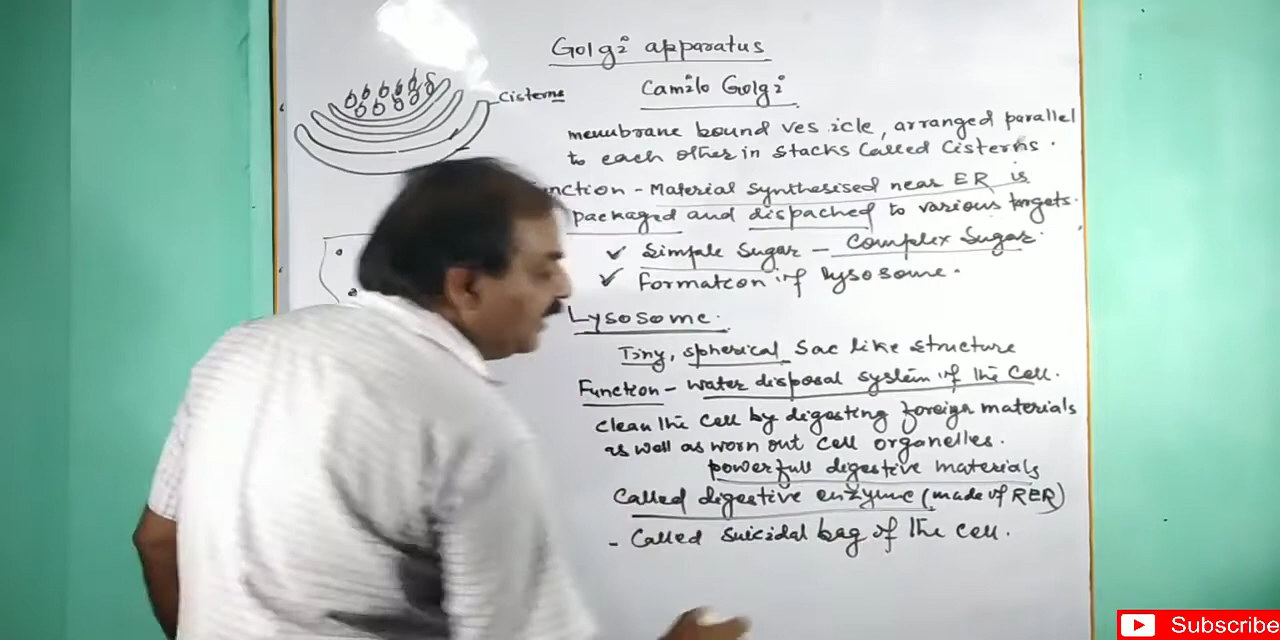 Golgi apparatus
Camilo Golgi
Cisterns
membrane bound vesicle, arranged parallel
to each other in stacks called Cisterns.
unction - Material synthesised near ER is
packaged and dispached to various targets.
✓ Simple Sugar - Complex Sugar.
✓ Formation of Lysosome.
Lysosome.
Tiny, spherical Sac like structure
Function - water disposal system of the cell.
clean the cell by digesting foreign materials
as well as worn out cell organelles.
powerfull digestive materials
Called digestive enzyme (made of RER)
- Called suicidal bag of the cell.
Subscribe